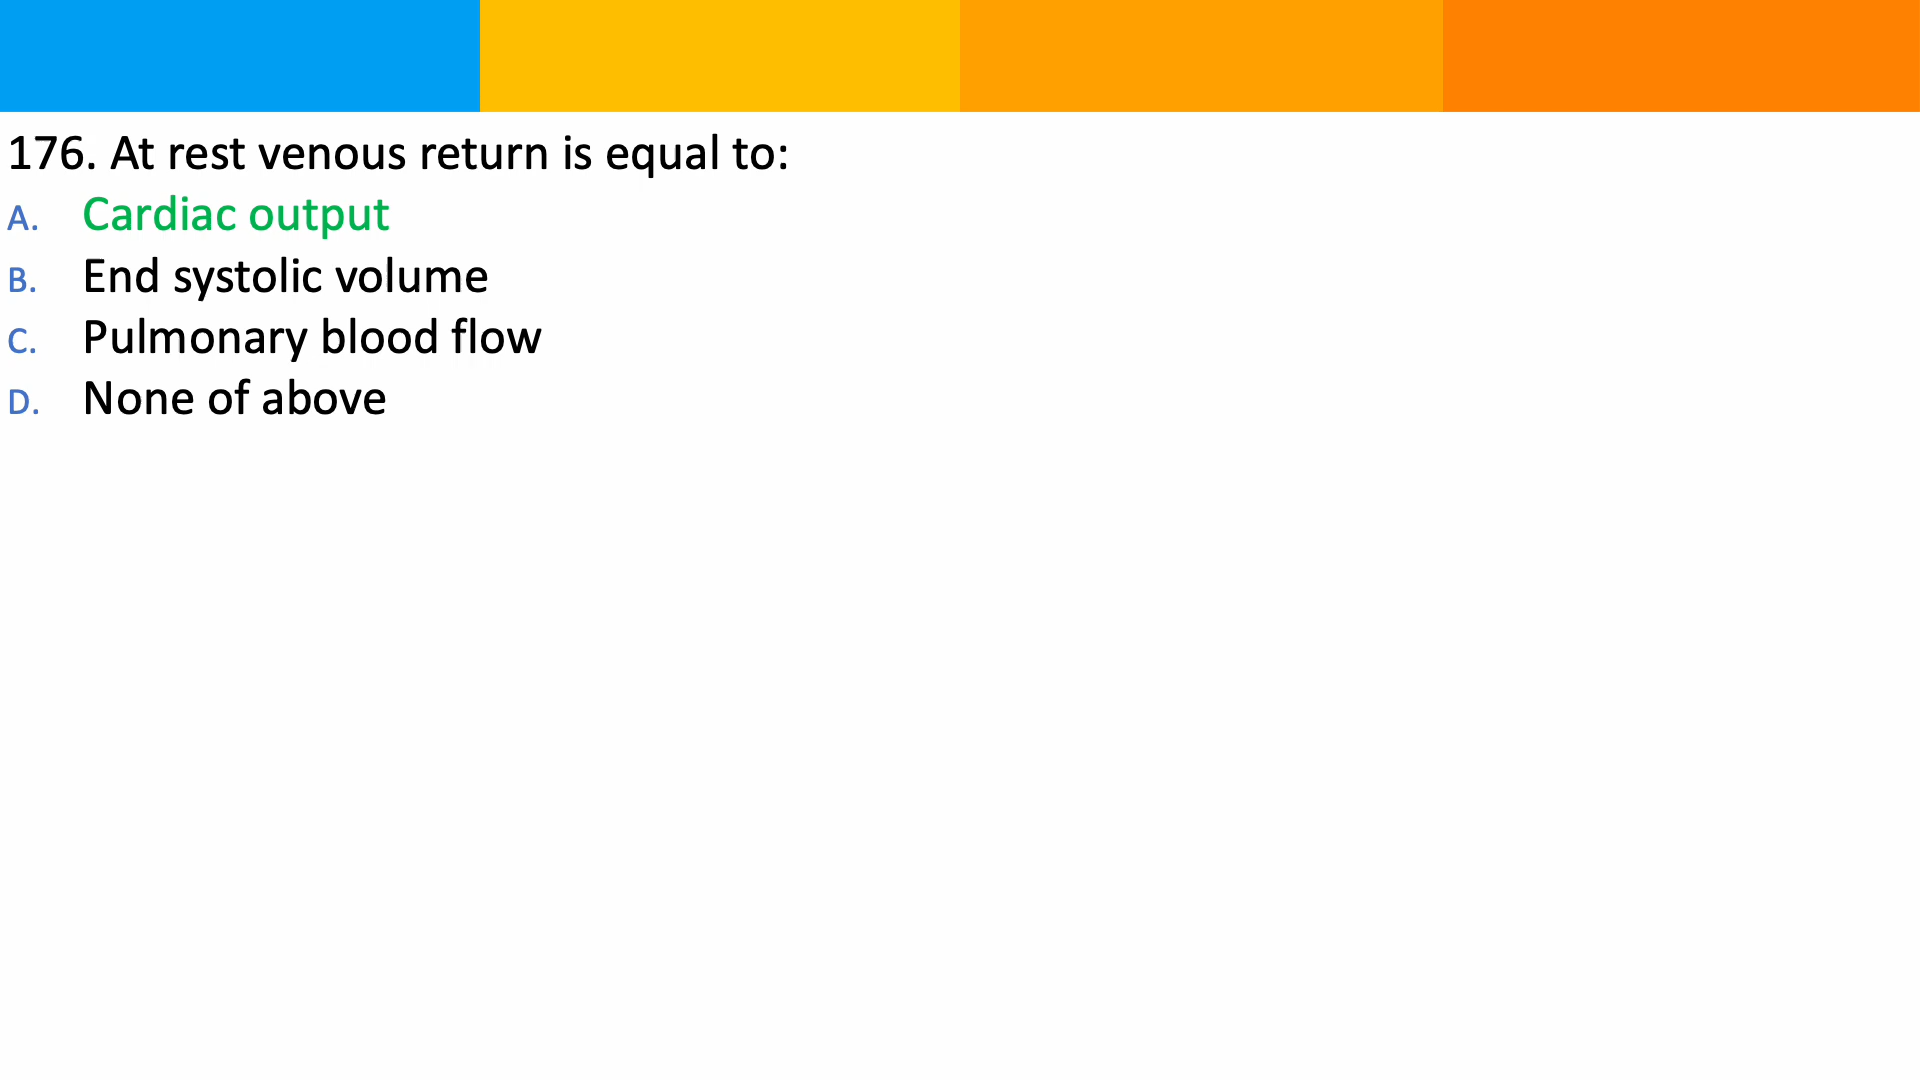 176. At rest venous return is equal to:
A. Cardiac output
B. End systolic volume
C. Pulmonary blood flow
D. None of above